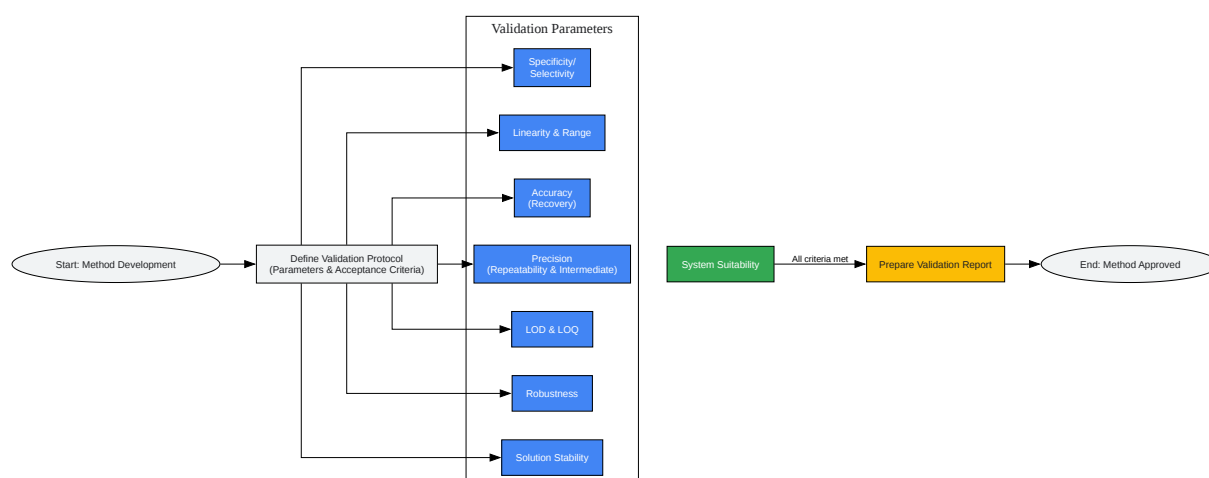 Validation Parameters
Specificity/
Selectivity
Linearity & Range
Accuracy
(Recovery)
Start: Method Development
Define Validation Protocol
(Parameters & Acceptance Criteria)
Precision
(Repeatability & Intermediate)
System Suitability
All criteria met
Prepare Validation Report
End: Method Approved
LOD & LOQ
Robustness
Solution Stability